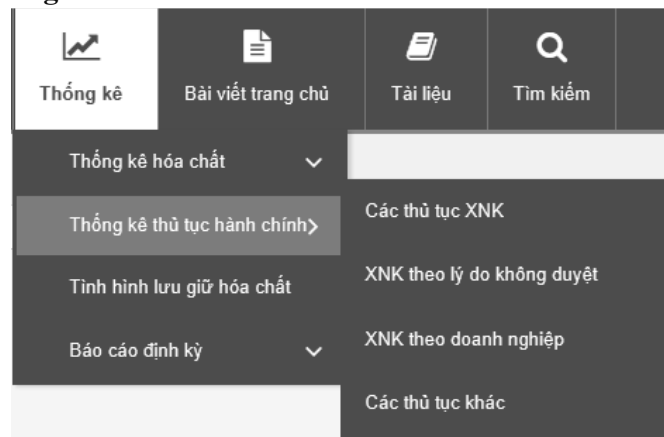 Thống kê
Bài viết trang chủ
Tài liệu
Tìm kiếm
Thống kê hóa chất
Thống kê thủ tục hành chính
Tình hình lưu giữ hóa chất
Báo cáo định kỳ
Các thủ tục XNK
XNK theo lý do không duyệt
XNK theo doanh nghiệp
Các thủ tục khác